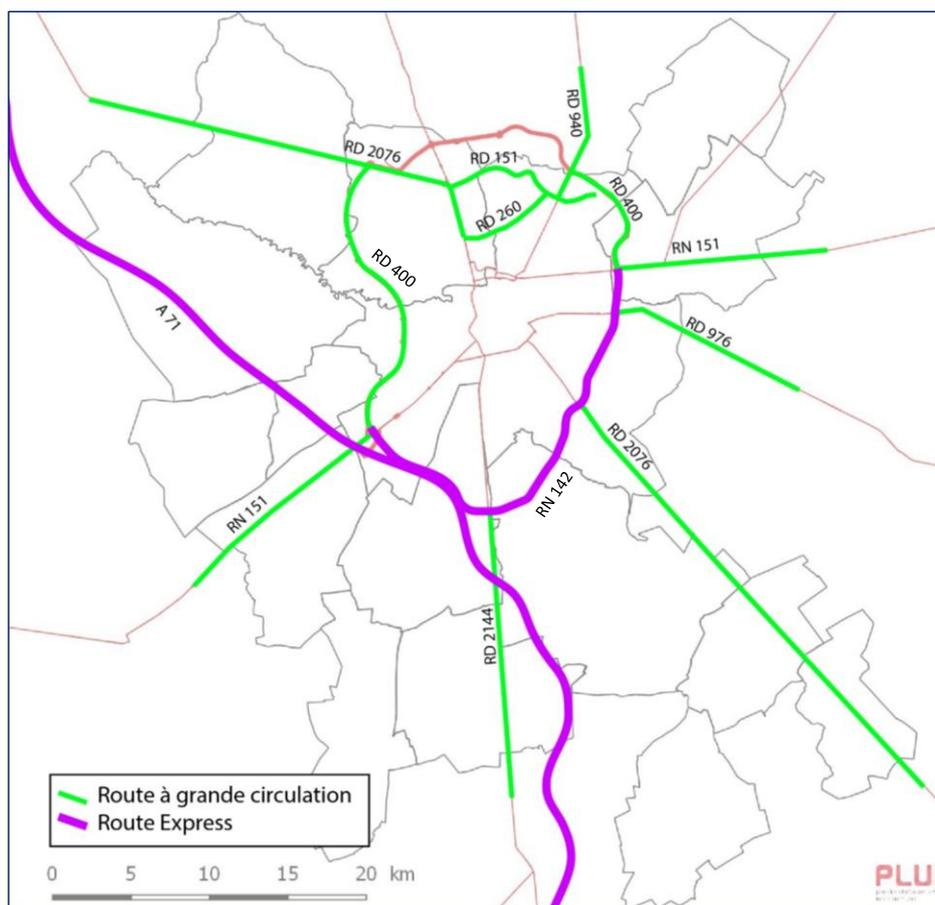 RD 940
RD 2076
RD 151
RD 400
RD 260
RN 151
RD 400
A 71
RD 976
RD 2076
RN 142
RN 151
RD 2144
Route à grande circulation
Route Express
0 5 10 15 20 km
PLU